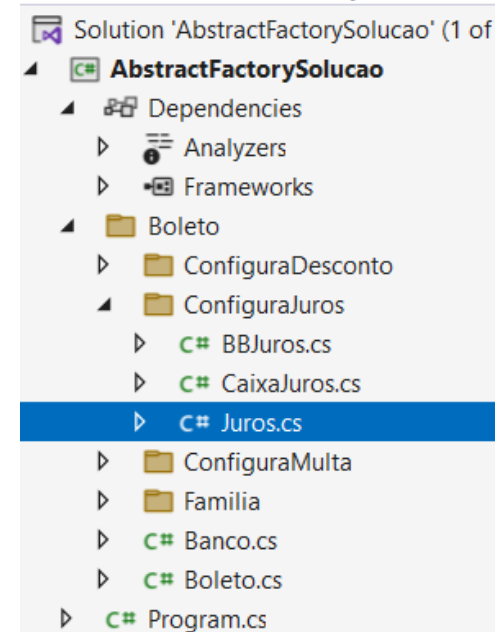 Solution 'AbstractFactorySolucao' (1 of
C# AbstractFactorySolucao
Dependencies
Analyzers
Frameworks
Boleto
ConfiguraDesconto
ConfiguraJuros
C# BBJuros.cs
C# CaixaJuros.cs
C# Juros.cs
ConfiguraMulta
Familia
C# Banco.cs
C# Boleto.cs
C# Program.cs